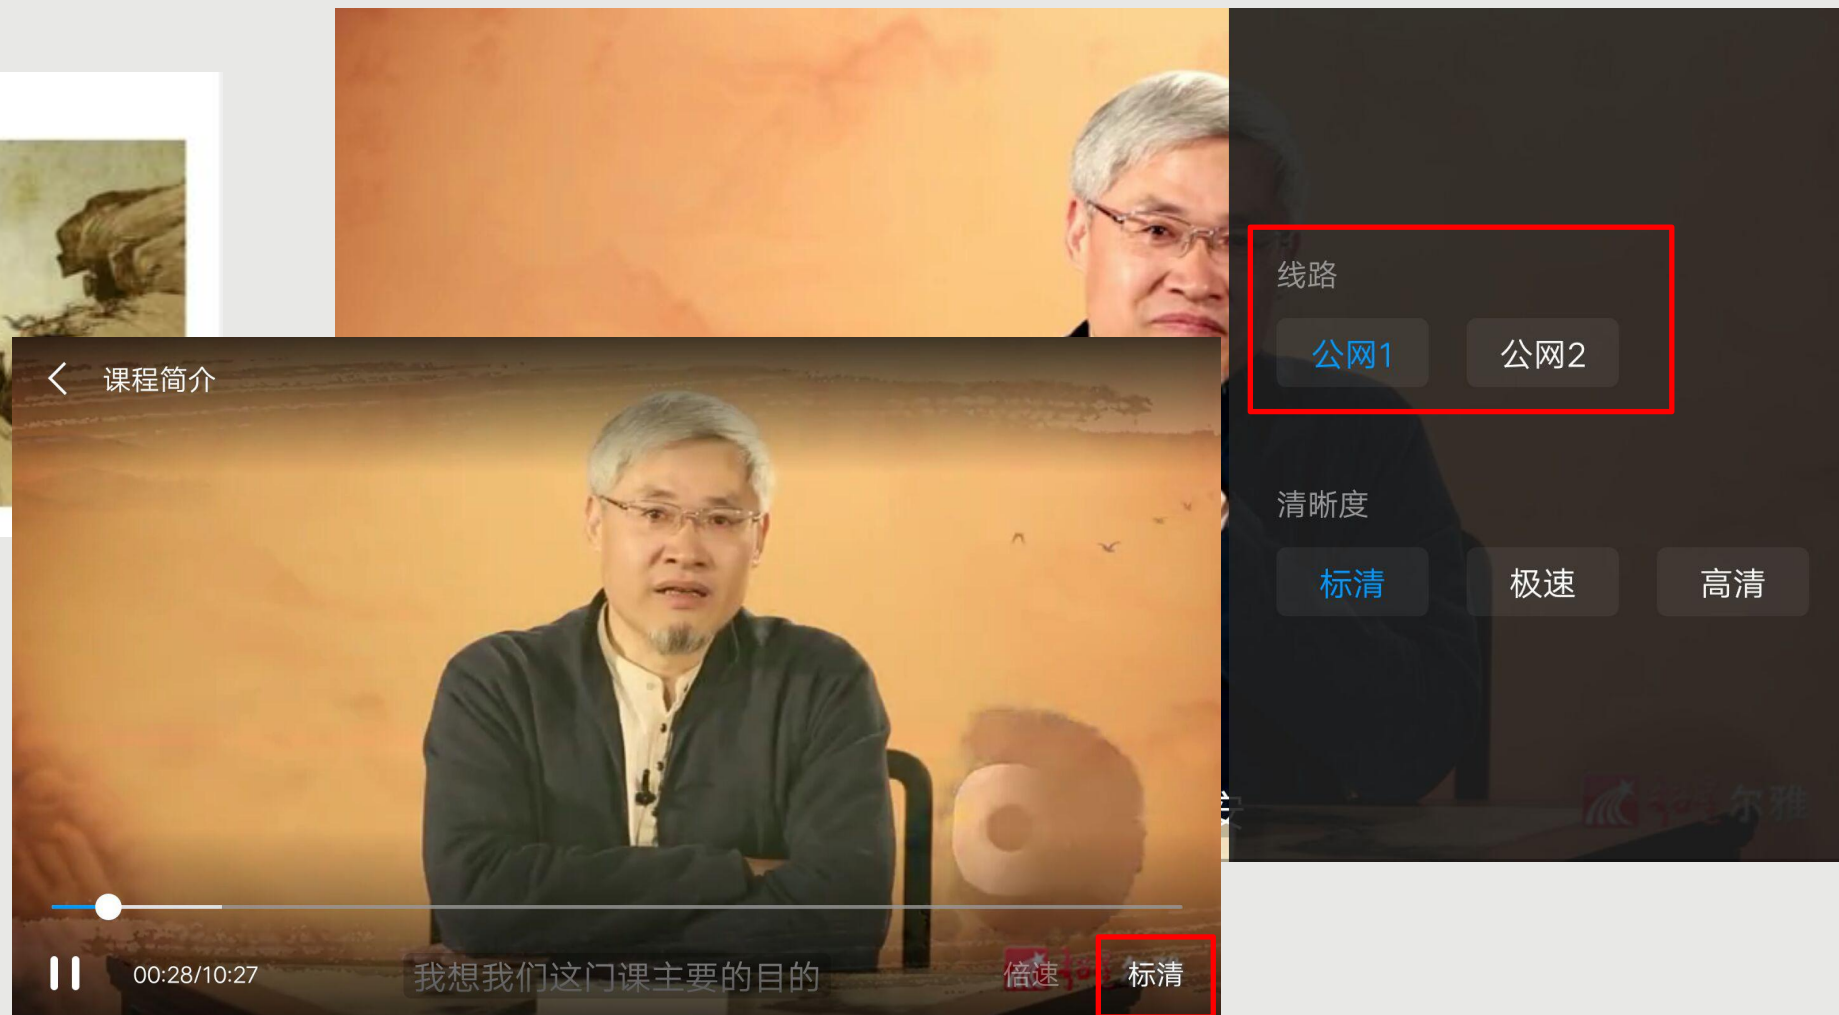 线路
公网1 公网2
清晰度
标清 极速 高清
尔雅
课程简介
00:28/10:27
我想我们这门课主要的目的
倍速 标清